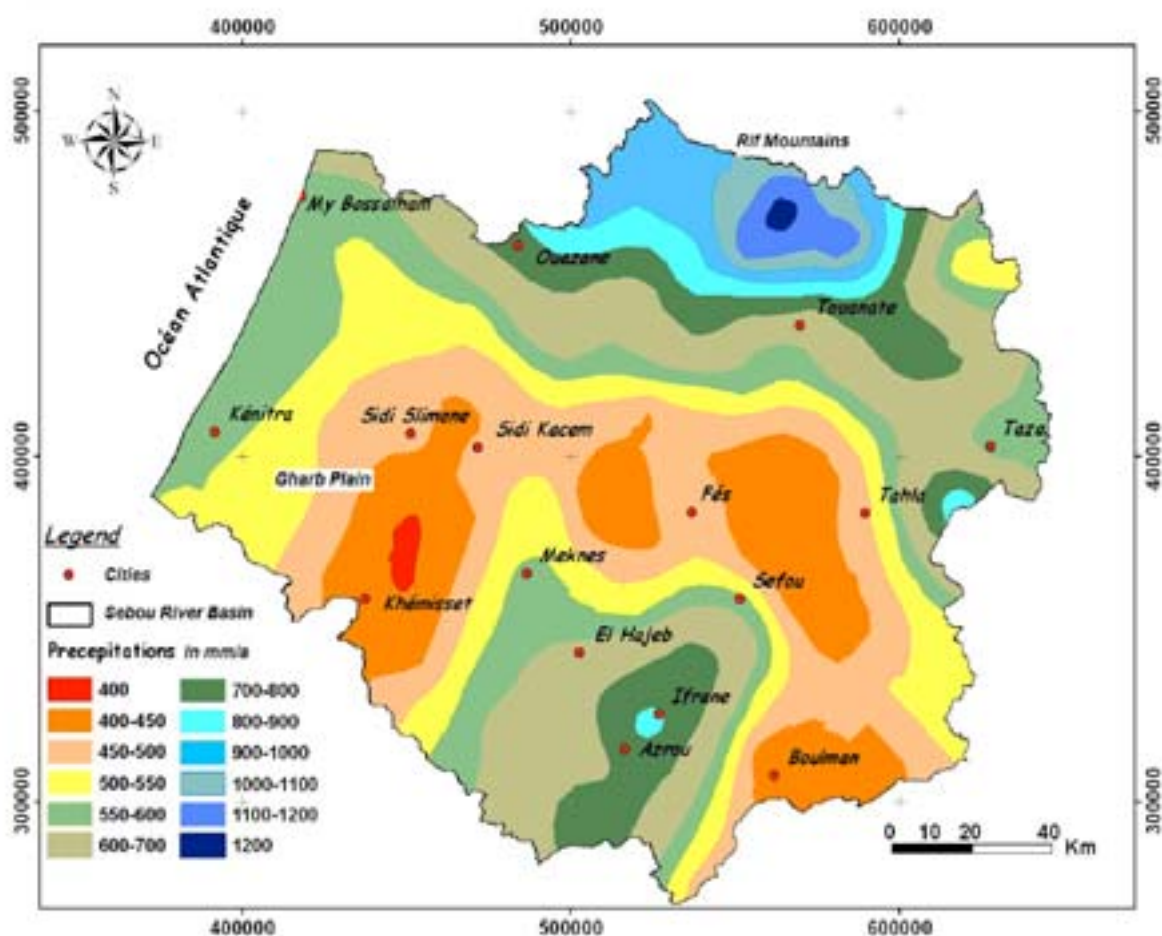 400000 500000 600000
500000
500000
N
W E
S
Rif Mountains
My Bossalham
Océan Atlantique
Ouazane
Taounate
Kénitra
Sidi Slimane
Sidi Kacem
400000
400000
Taza
Gharb Plain
Fés
Tahla
Legend
Cities
Sebou River Basin
Meknes
Sefou
Khémisset
El Hajeb
Precepitations in mm/a
400
400-450
450-500
500-550
550-600
600-700
700-800
800-900
900-1000
1000-1100
1100-1200
1200
Ifrane
Azrou
Boulman
300000
300000
0 10 20 40
Km
400000 500000 600000